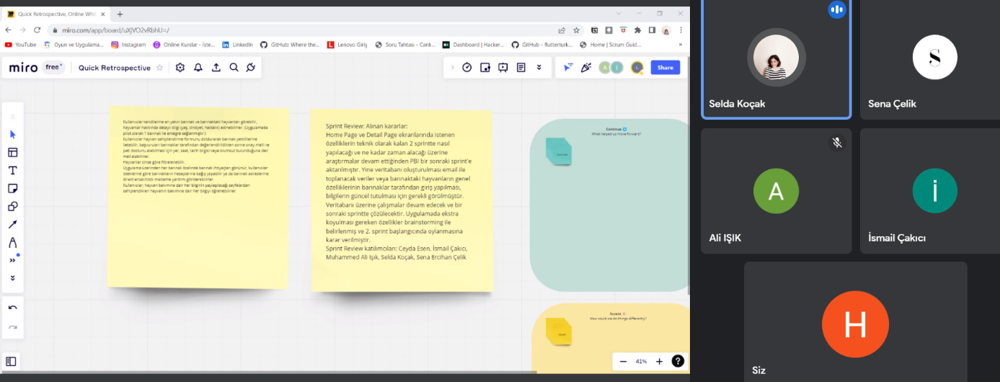 Quick Retrospective, Online Whi
miro.com/app/board/uXjVO2vRbhU=/
YouTube
Oyun ve Uygulama...
Instagram
Online Kurslar - İste...
LinkedIn
GitHub: Where the...
Lenovo Giriş
Soru Tahtası - Canlı...
Dashboard | Hacker...
GitHub - flutterturk...
Home | Scrum Guid...
miro
free
Quick Retrospective
Share
Kullanıcılar kendilerine en yakın barınak ve barınaktaki hayvanları görebilir,
hayvanlar hakkında detaylı bilgi (yaş, cinsiyet, hastalık) edinebilirler. (Uygulamada
pilot olarak 1 barınak ile entegre sağlanmıştır.)
Kullanıcılar hayvan sahiplendirme formunu doldurarak barınak yetkililerine
iletebilir, başvuruları barınaklar tarafından değerlendirildikten sonra onay maili ve
pati dostunu alabilmesi için yer, saat, tarih bilgisi veya olumsuz bulunduğuna dair
mail alabilirler.
Hayvanlar cinse göre filtrelenebilir.
Uygulama üzerinden her barınak özelinde barınak ihtiyaçları görünür, kullanıcılar
isteklerine göre barınakların hesaplarına bağış yapabilir ya da barınak adreslerine
direkt erzak/tıbbi malzeme yardımı gönderebilirler.
Kullanıcılar, hayvan bakımına dair her bilginin paylaşılacağı sayfalardan
sahiplendikleri hayvanın bakımına dair her bilgiyi öğrenebilirler.
Sprint Review: Alınan kararlar:
Home Page ve Detail Page ekranlarında istenen
özelliklerin teknik olarak kalan 2 sprintte nasıl
yapılacağı ve ne kadar zaman alacağı üzerine
araştırmalar devam ettiğinden PBI bir sonraki sprint'e
aktarılmıştır. Yine veritabanı oluşturulması email ile
toplanacak veriler veya barınaktaki hayvanların genel
özelliklerinin barınaklar tarafından giriş yapılması,
bilgilerin güncel tutulması için gerekli görülmüştür.
Veritabanı üzerine çalışmalar devam edecek ve bir
sonraki sprintte çözülecektir. Uygulamada ekstra
koyulması gereken özellikler brainstorming ile
belirlenmiş ve 2. sprint başlangıcında oylanmasına
karar verilmiştir.
Sprint Review katılımcıları: Ceyda Esen, İsmail Çakıcı,
Muhammed Ali Işık, Selda Koçak, Sena Ercihan Çelik
Continue
What helped us move forward?
Invent
How could we do things differently?
41%
Selda Koçak
S
Sena Çelik
A
Ali IŞIK
i
İsmail Çakıcı
H
Siz